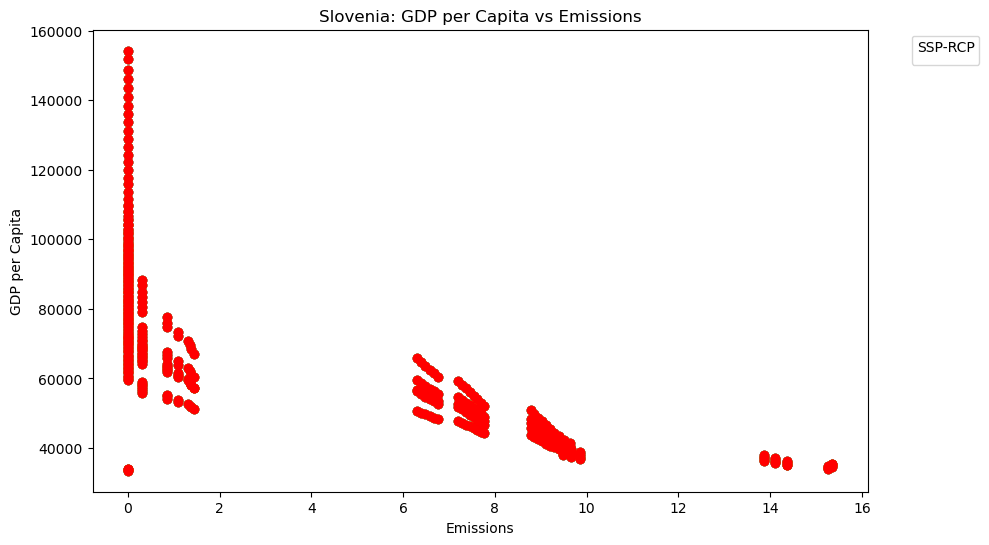 Slovenia: GDP per Capita vs Emissions
SSP-RCP
160000
140000
120000
100000
80000
60000
40000
GDP per Capita
0 2 4 6 8 10 12 14 16
Emissions